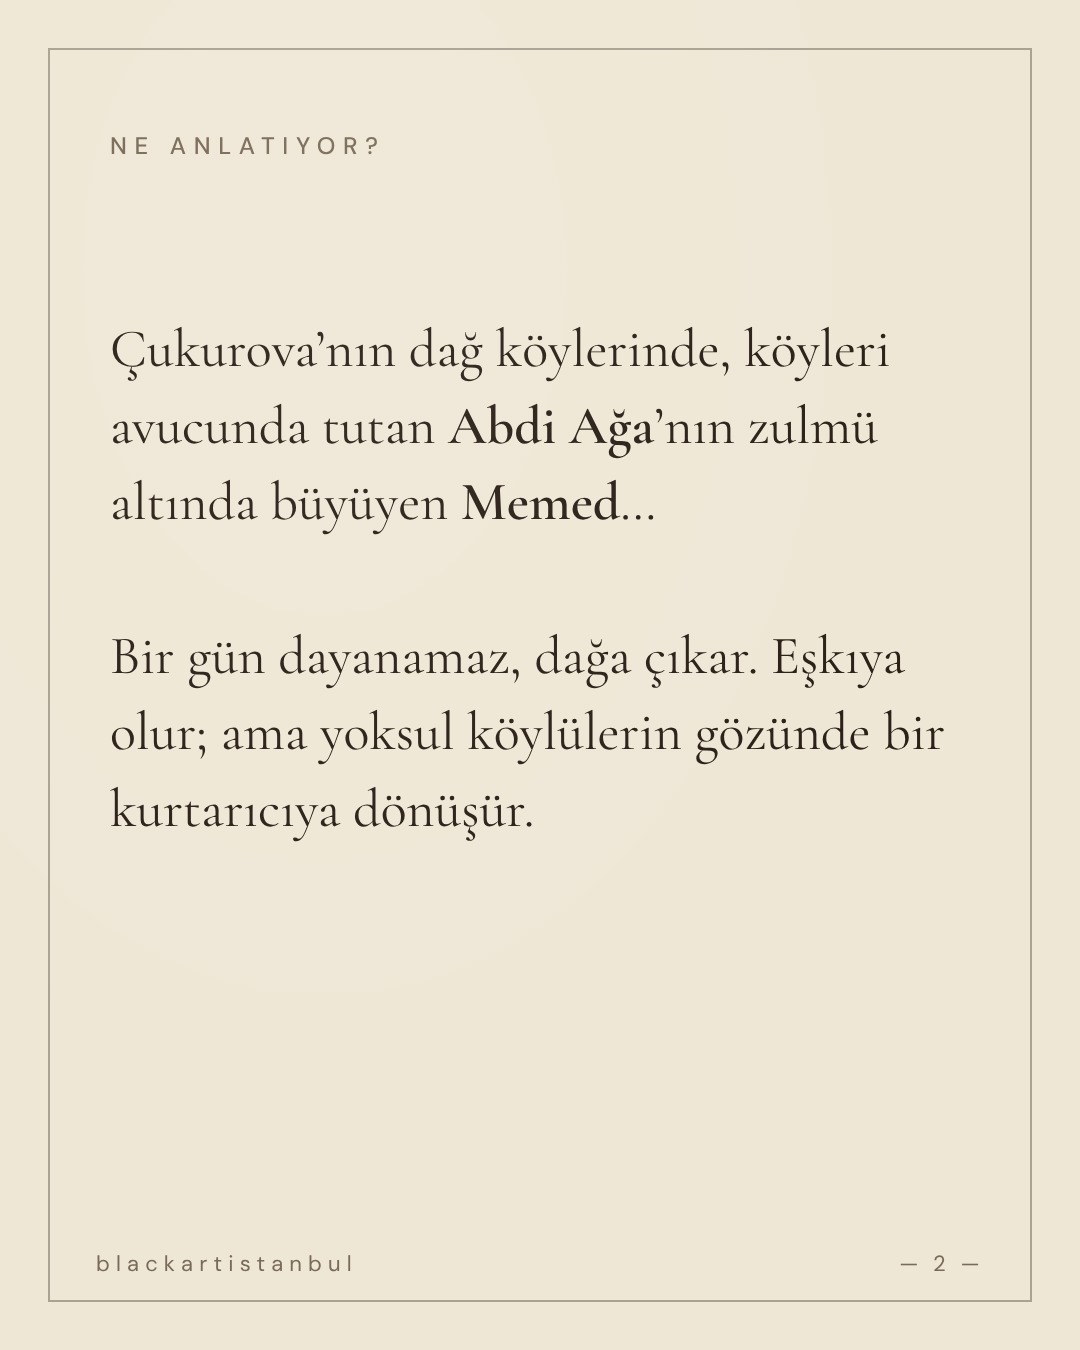 NE ANLATIYOR?
Çukurova’nın dağ köylerinde, köyleri
avucunda tutan Abdi Ağa’nın zulmü
altında büyüyen Memed...
Bir gün dayanamaz, dağa çıkar. Eşkıya
olur; ama yoksul köylülerin gözünde bir
kurtarıcıya dönüşür.
blackartistanbul
— 2 —